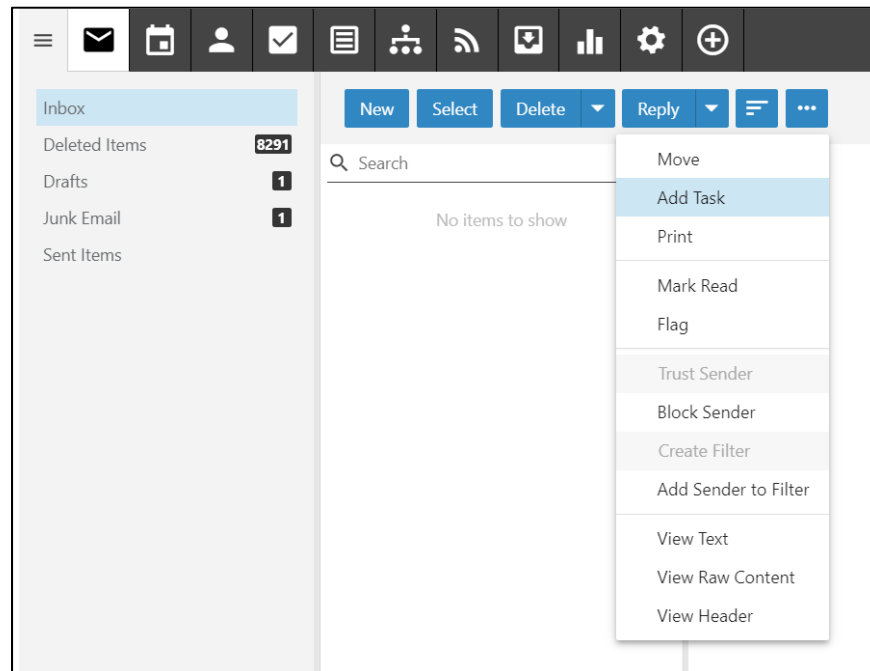 New
Select
Delete
Reply
Inbox
Deleted Items 8291
Drafts 1
Junk Email 1
Sent Items
Search
No items to show
Move
Add Task
Print
Mark Read
Flag
Trust Sender
Block Sender
Create Filter
Add Sender to Filter
View Text
View Raw Content
View Header